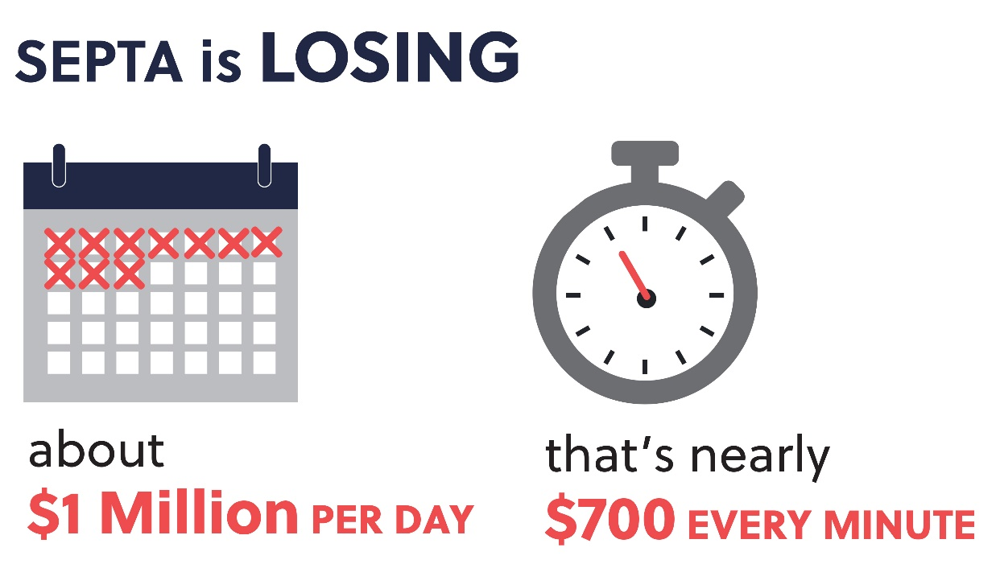 SEPTA is LOSING
about
$1 Million PER DAY
that's nearly
$700 EVERY MINUTE